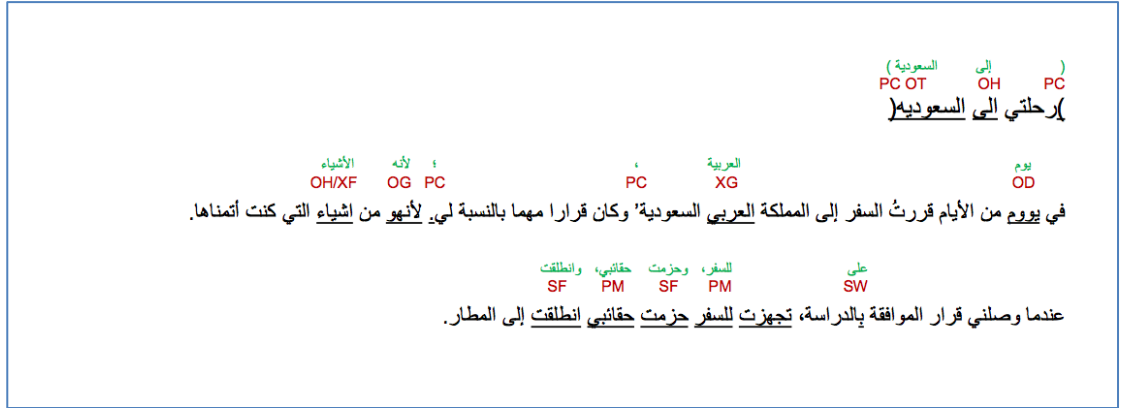 ( إلى السعودية )
PC OH PC OT
)رحلتي الى السعوديه(
يوم العربية ، ؛ لأنه الأشياء
OD XG PC PC OG OH/XF
في يووم من الأيام قررتُ السفر إلى المملكة العربي السعودية' وكان قرارا مهما بالنسبة لي. لأنهو من اشياء التي كنت أتمناها.
على للسفر، وحزمت حقائبي، وانطلقت
SW PM SF PM SF
عندما وصلني قرار الموافقة بالدراسة، تجهزت للسفر حزمت حقائبي انطلقت إلى المطار.